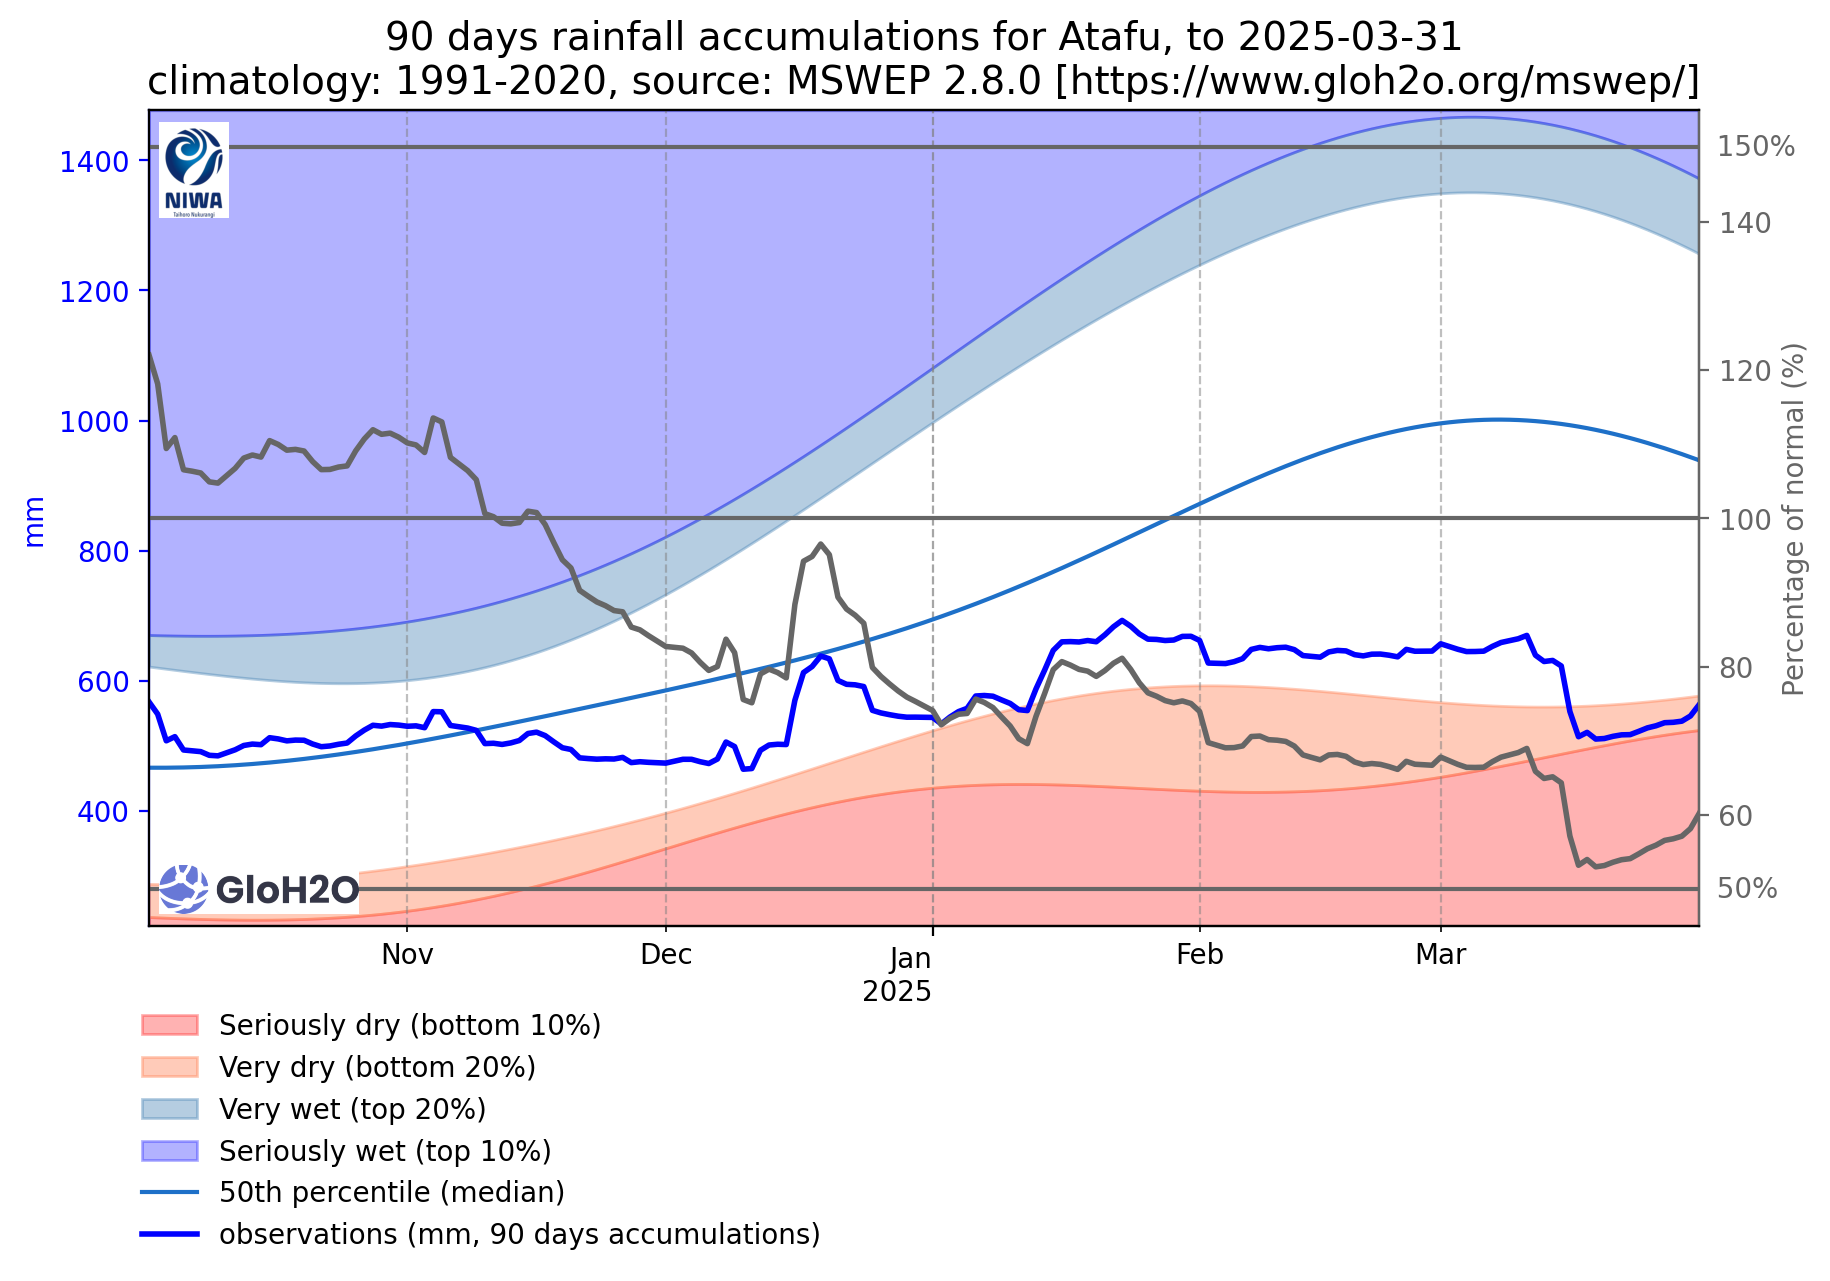 90 days rainfall accumulations for Atafu, to 2025-03-31
climatology: 1991-2020, source: MSWEP 2.8.0 [https://www.gloh2o.org/mswep/]
NIWA
Taihoro Nukurangi
1400
1200
1000
800
600
400
mm
150%
140
120
100
80
60
50%
Percentage of normal (%)
GloH2O
Nov
Dec
Jan
2025
Feb
Mar
Seriously dry (bottom 10%)
Very dry (bottom 20%)
Very wet (top 20%)
Seriously wet (top 10%)
50th percentile (median)
observations (mm, 90 days accumulations)